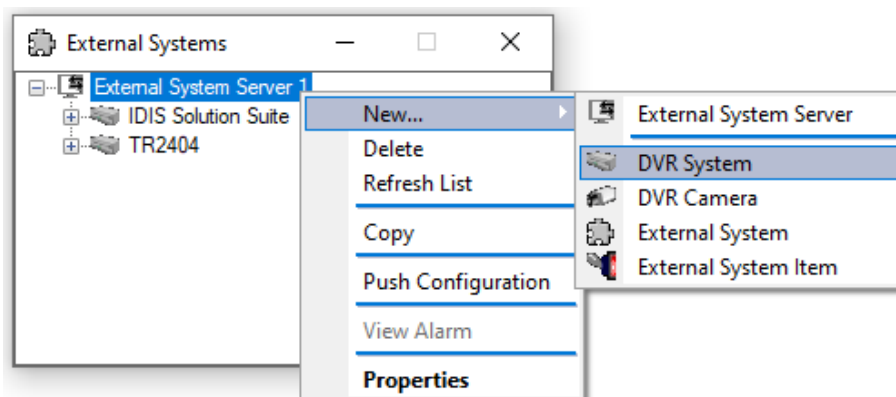 External Systems
External System Server 1
IDIS Solution Suite
TR2404
New...
Delete
Refresh List
Copy
Push Configuration
View Alarm
Properties
External System Server
DVR System
DVR Camera
External System
External System Item